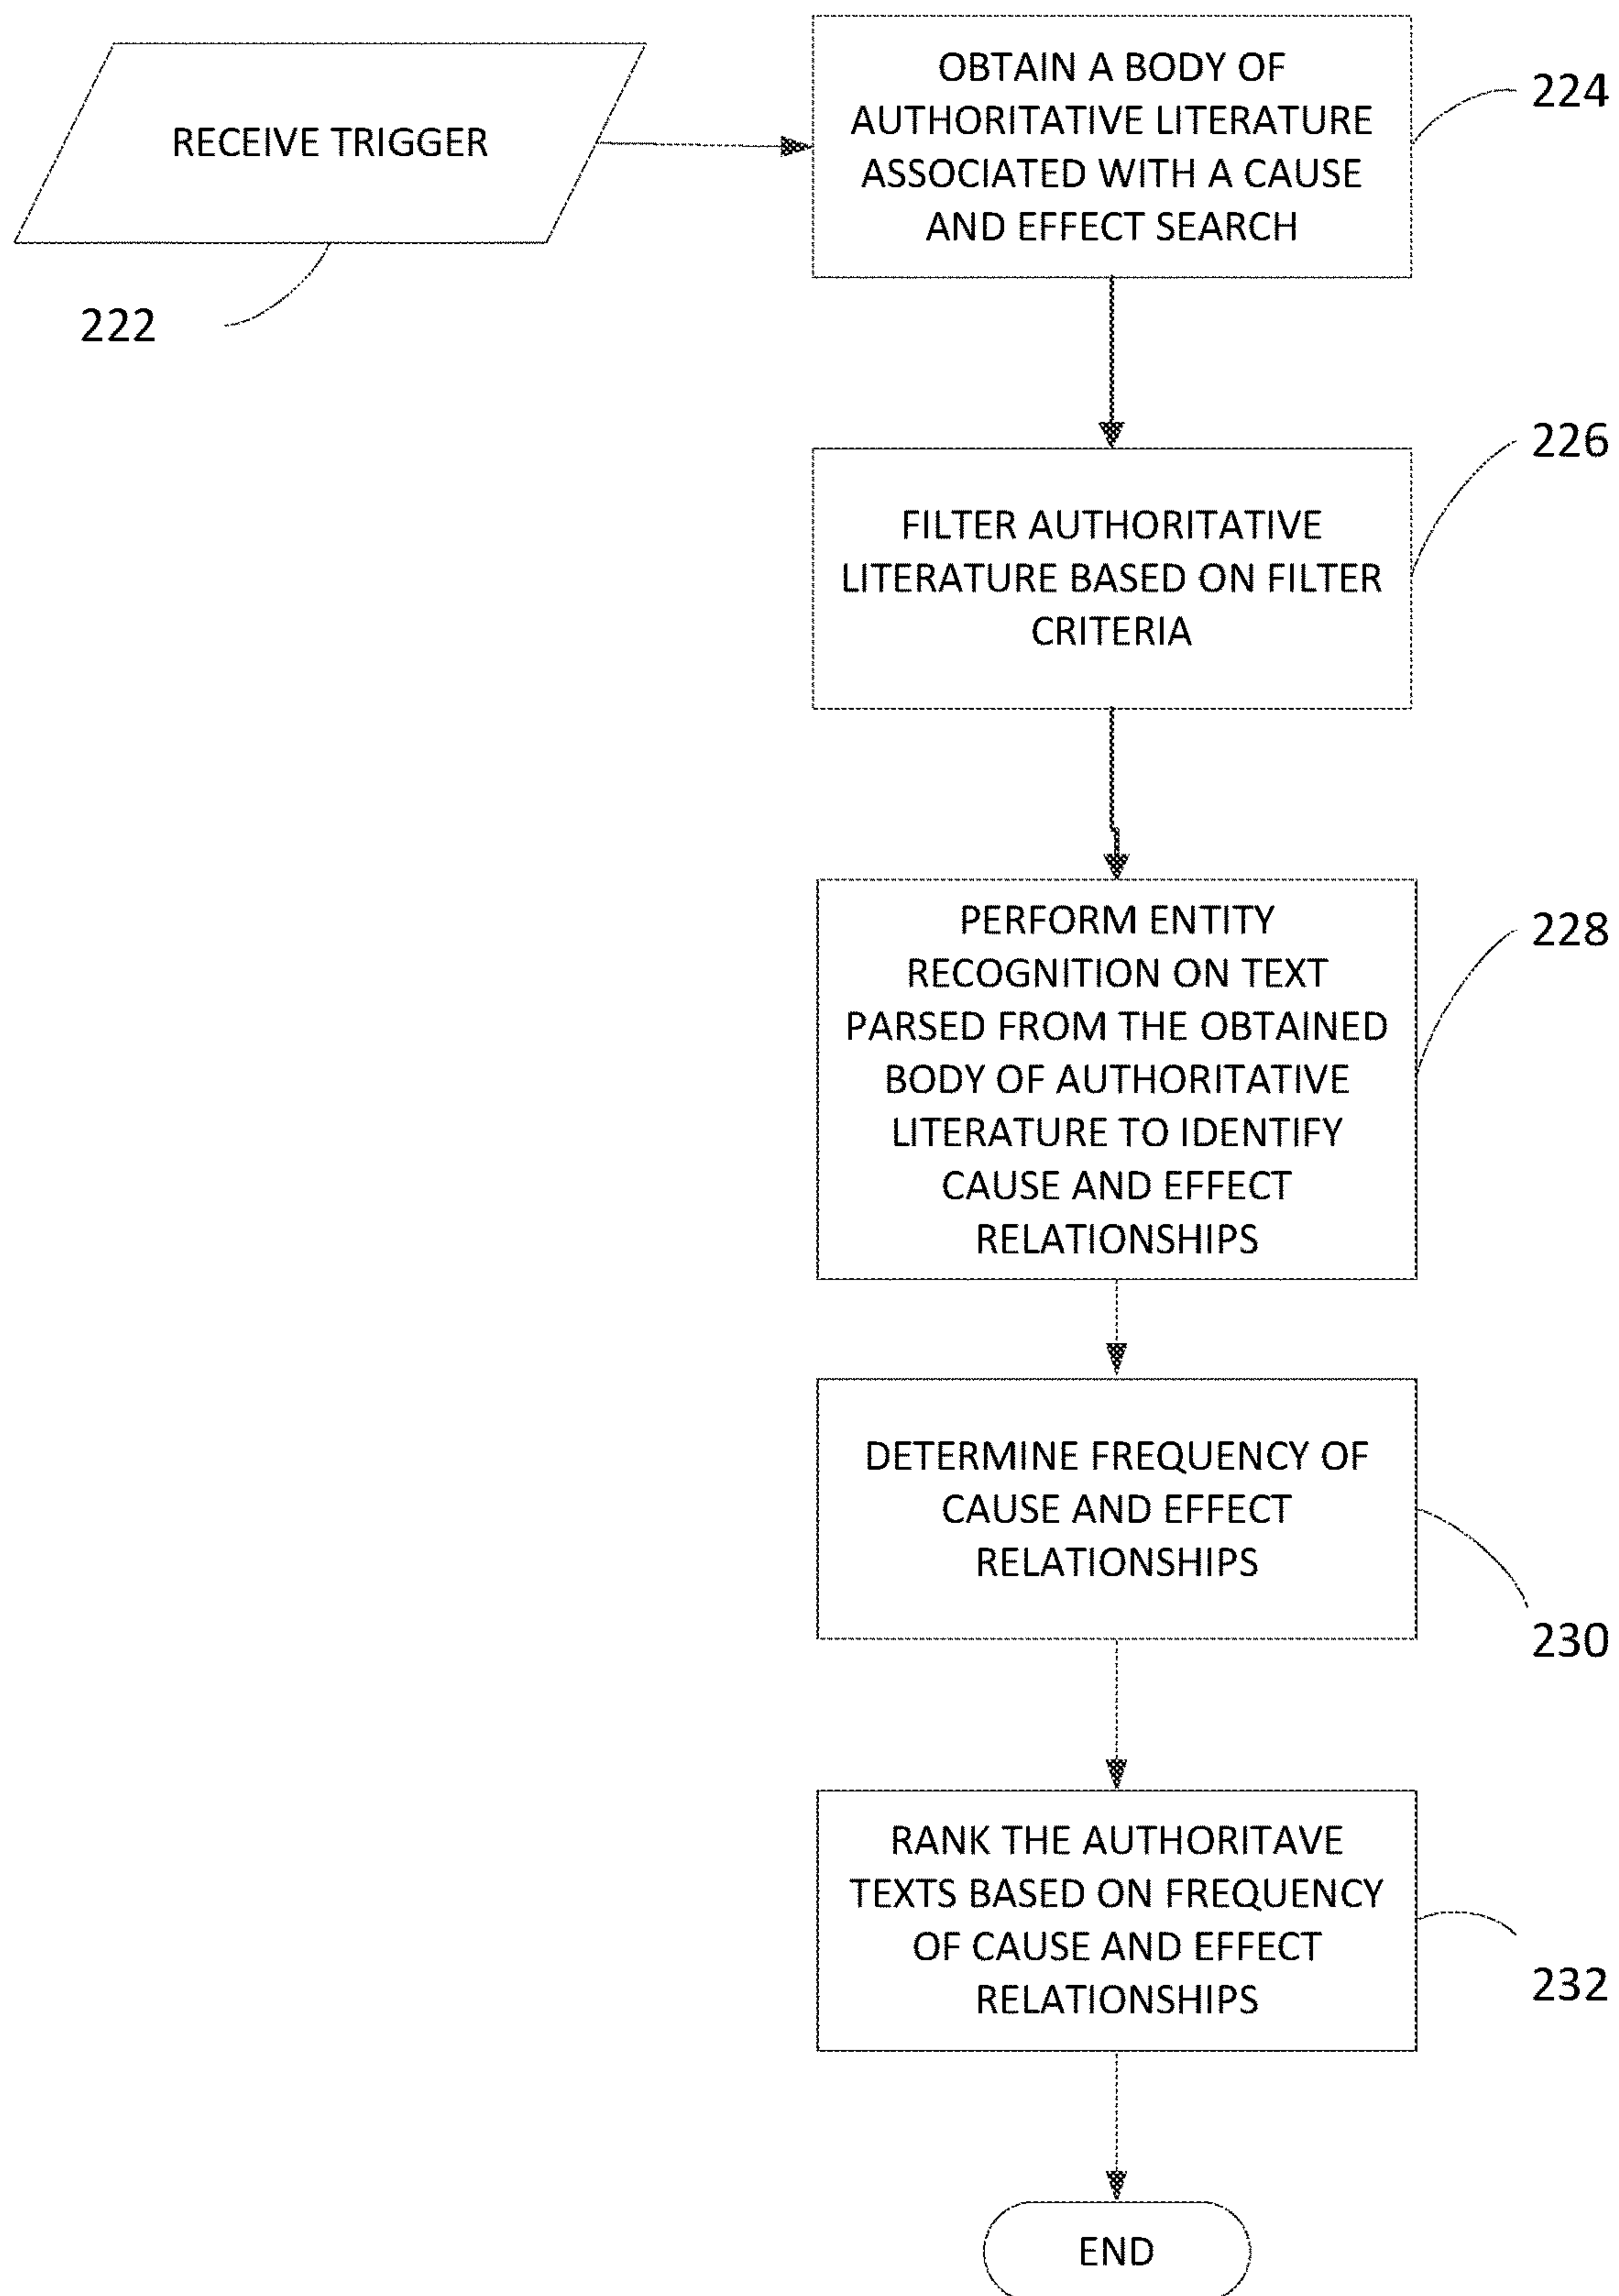 RECEIVE TRIGGER
222
OBTAIN A BODY OF
AUTHORITATIVE LITERATURE
ASSOCIATED WITH A CAUSE
AND EFFECT SEARCH
224
FILTER AUTHORITATIVE
LITERATURE BASED ON FILTER
CRITERIA
226
PERFORM ENTITY
RECOGNITION ON TEXT
PARSED FROM THE OBTAINED
BODY OF AUTHORITATIVE
LITERATURE TO IDENTIFY
CAUSE AND EFFECT
RELATIONSHIPS
228
DETERMINE FREQUENCY OF
CAUSE AND EFFECT
RELATIONSHIPS
230
RANK THE AUTHORITAVE
TEXTS BASED ON FREQUENCY
OF CAUSE AND EFFECT
RELATIONSHIPS
232
END